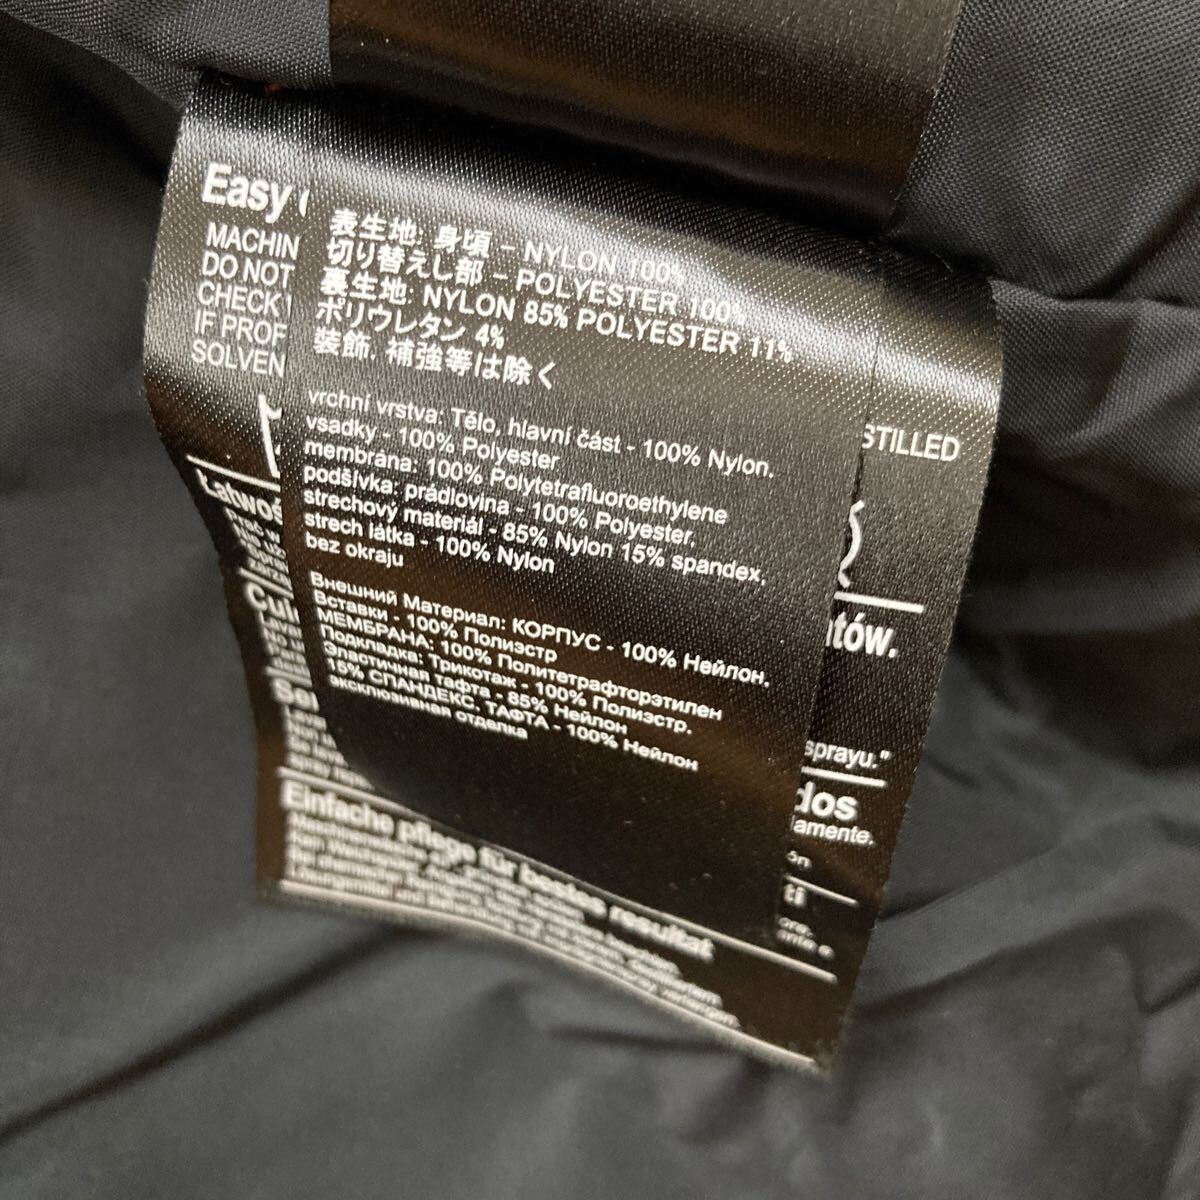 Easy
MACHIN
DO NOT
CHECK
IF PROF
SOLVEN
表生地: 身頃 – NYLON 100%
切り替えし部 – POLYESTER 100%
裏生地: NYLON 85% POLYESTER 11%
ポリウレタン 4%
装飾. 補強等は除く
vrchní vrstva: Tělo, hlavní část - 100% Nylon,
vsadky - 100% Polyester
membrána: 100% Polytetrafluoroethylene
podšívka: prádlovina - 100% Polyester,
strechový materiál - 85% Nylon 15% spandex,
strech látka - 100% Nylon
bez okraju
Внешний Материал: КОРПУС - 100% Нейлон,
Вставки - 100% Полиэстр
МЕМБРАНА: 100% Политетрафторэтилен
Подкладка: Трикотаж - 100% Полиэстр.
Эластичная тафта - 85% Нейлон
15% СПАНДЕКС, ТАФТА - 100% Нейлон
эксклюзивная отделка
STILLED
Łatwoś
ntów.
sprayu."
dos
lamente.
ón
ti
Einfache pflege für bestes resultat